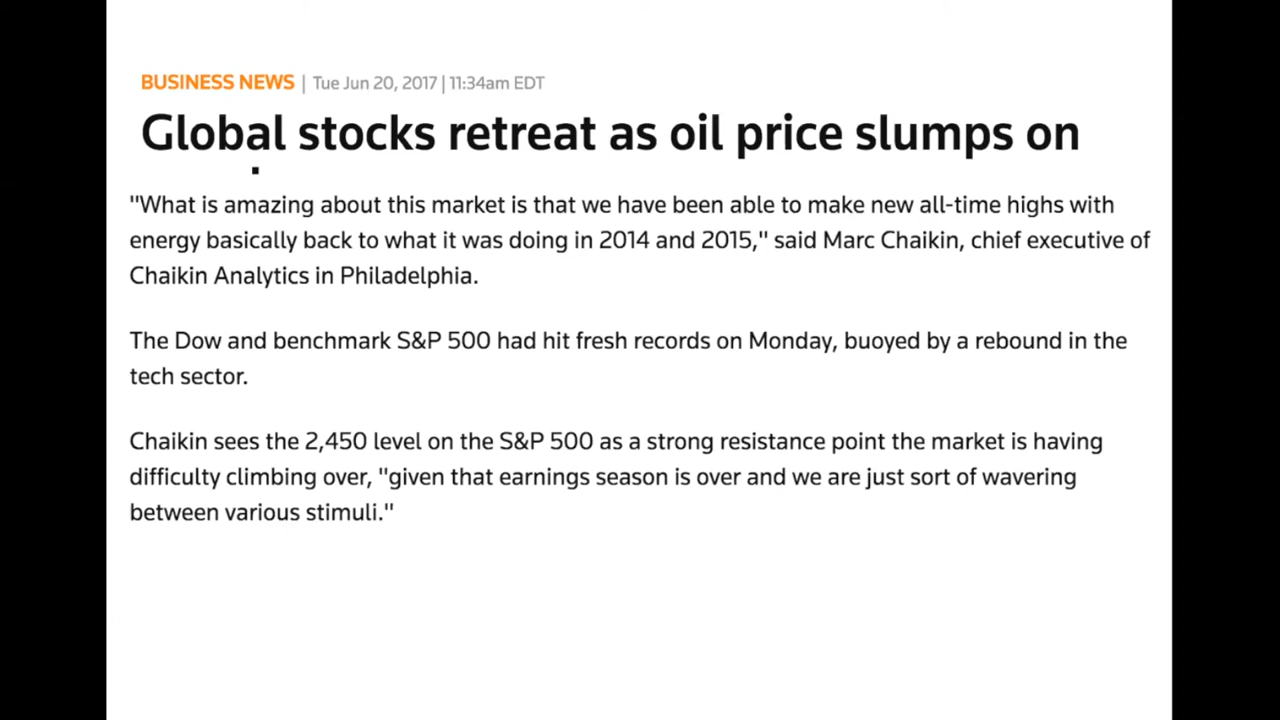 BUSINESS NEWS | Tue Jun 20, 2017 | 11:34am EDT
Global stocks retreat as oil price slumps on
"What is amazing about this market is that we have been able to make new all-time highs with
energy basically back to what it was doing in 2014 and 2015," said Marc Chaikin, chief executive of
Chaikin Analytics in Philadelphia.
The Dow and benchmark S&P 500 had hit fresh records on Monday, buoyed by a rebound in the
tech sector.
Chaikin sees the 2,450 level on the S&P 500 as a strong resistance point the market is having
difficulty climbing over, "given that earnings season is over and we are just sort of wavering
between various stimuli."